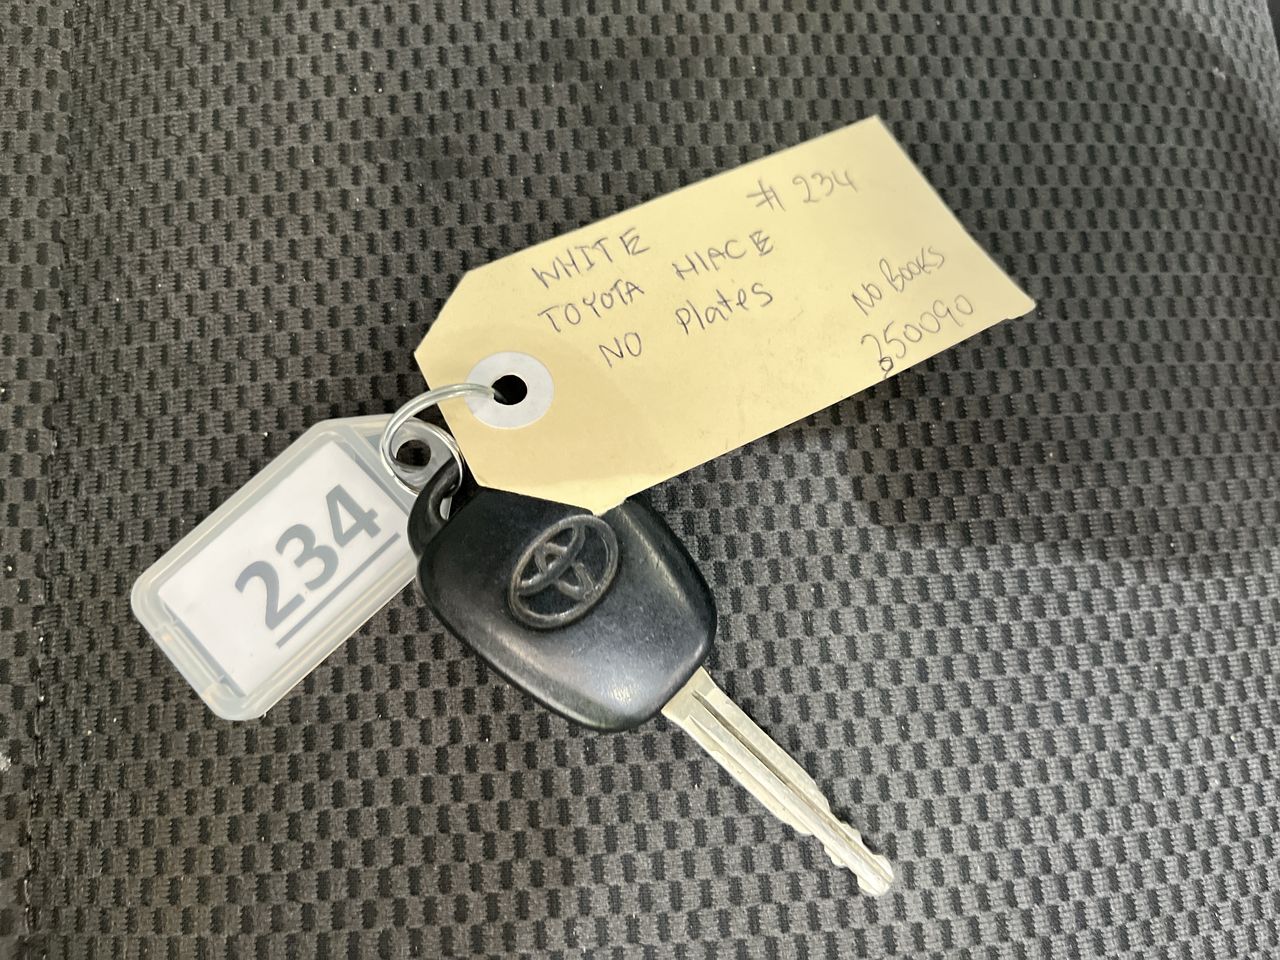 # 234
WHITE
TOYOTA HIACE
NO Plates
NO BOOKS
250090
234